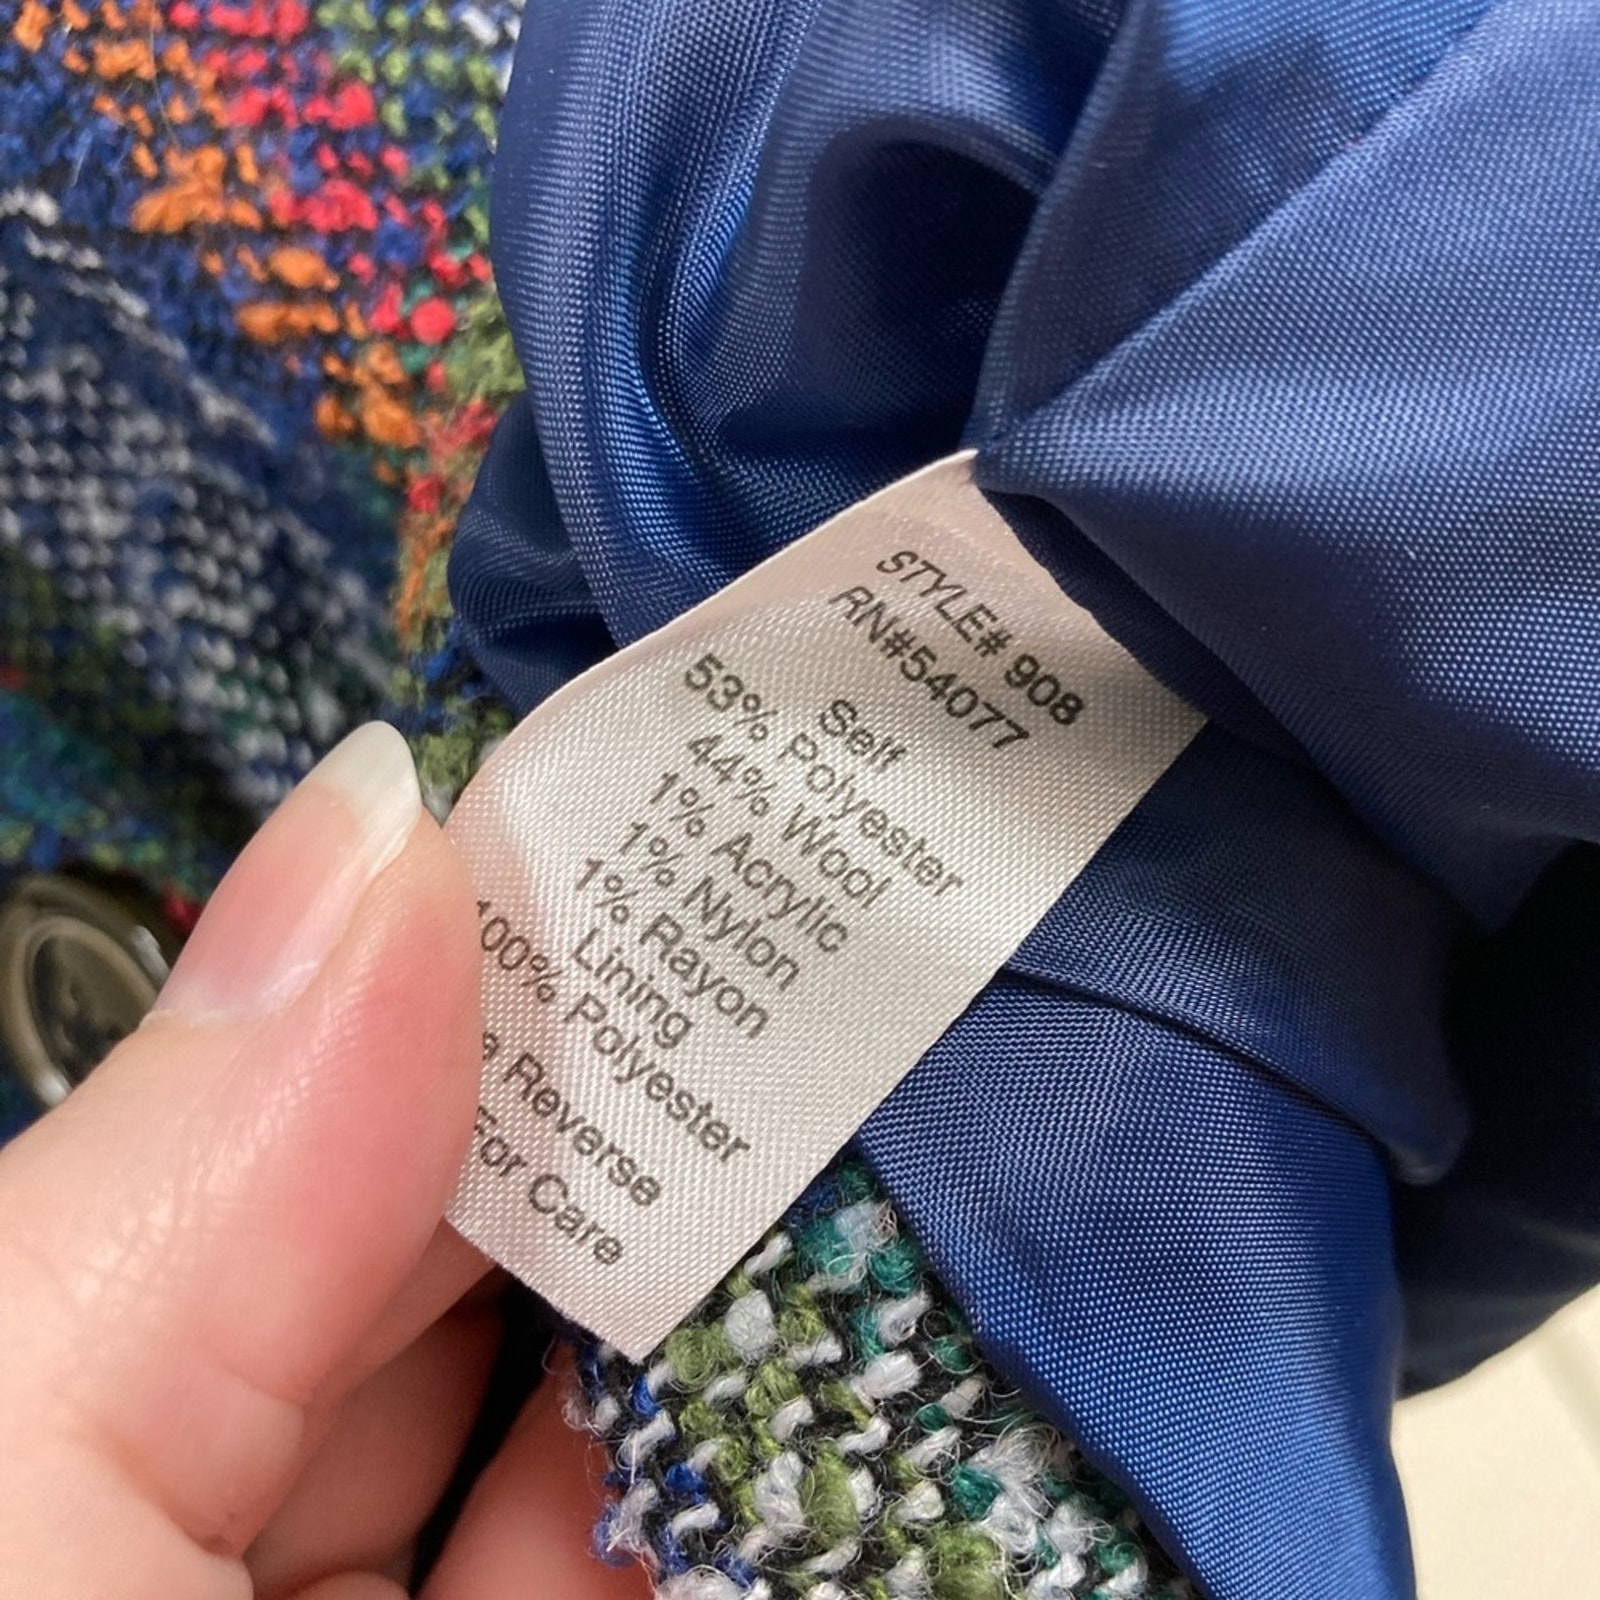 STYLE# 908
RN#54077
Self
53% Polyester
44% Wool
1% Acrylic
1% Nylon
1% Rayon
Lining
100% Polyester
Reverse
For Care